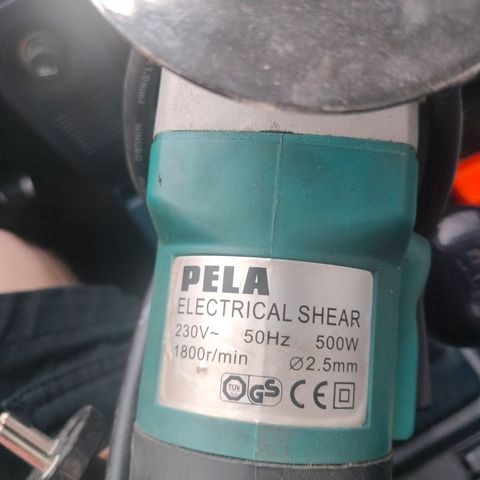 PELA
ELECTRICAL SHEAR
230V~ 50Hz 500W
1800r/min Ø2.5mm
TÜV GS CE